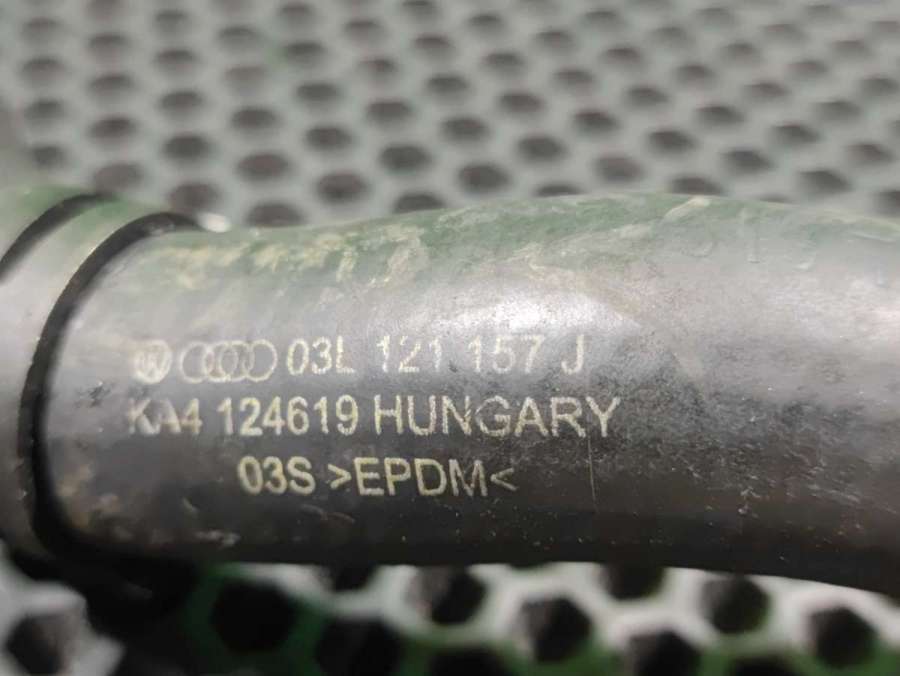 03L 121 157 J
KA4 124619 HUNGARY
03S >EPDM<